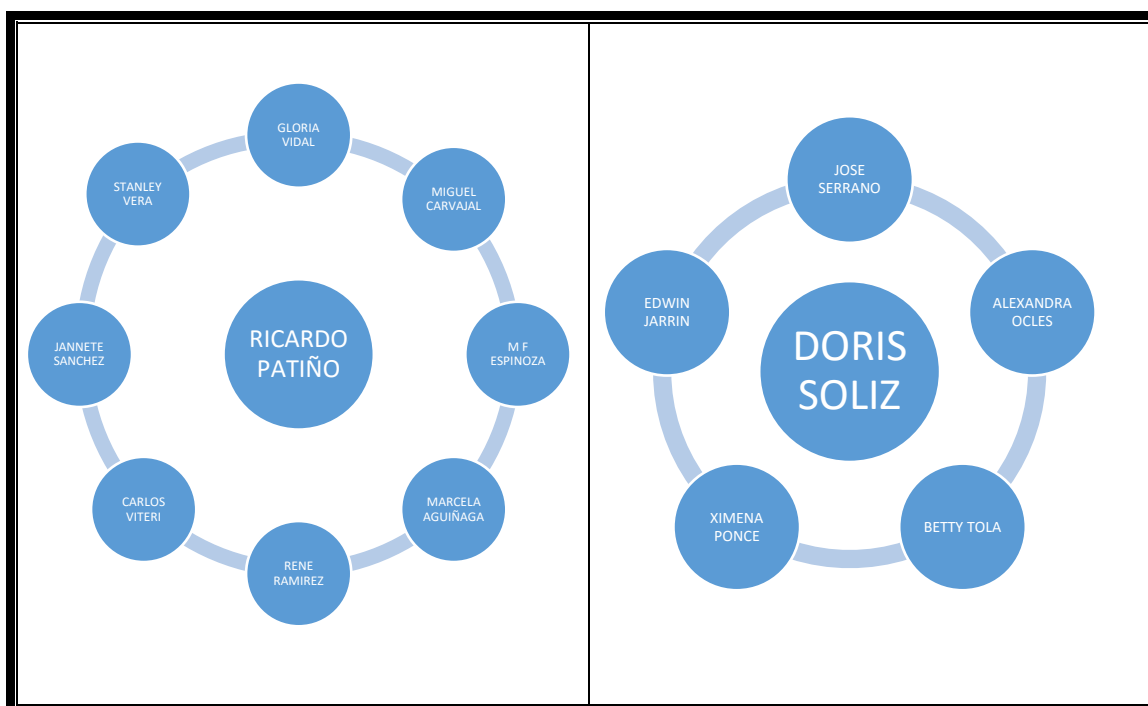 GLORIA
VIDAL
MIGUEL
CARVAJAL
M F
ESPINOZA
MARCELA
AGUIÑAGA
RENE
RAMIREZ
CARLOS
VITERI
JANNETE
SANCHEZ
STANLEY
VERA
RICARDO
PATIÑO
JOSE
SERRANO
ALEXANDRA
OCLES
BETTY TOLA
XIMENA
PONCE
EDWIN
JARRIN
DORIS
SOLIZ